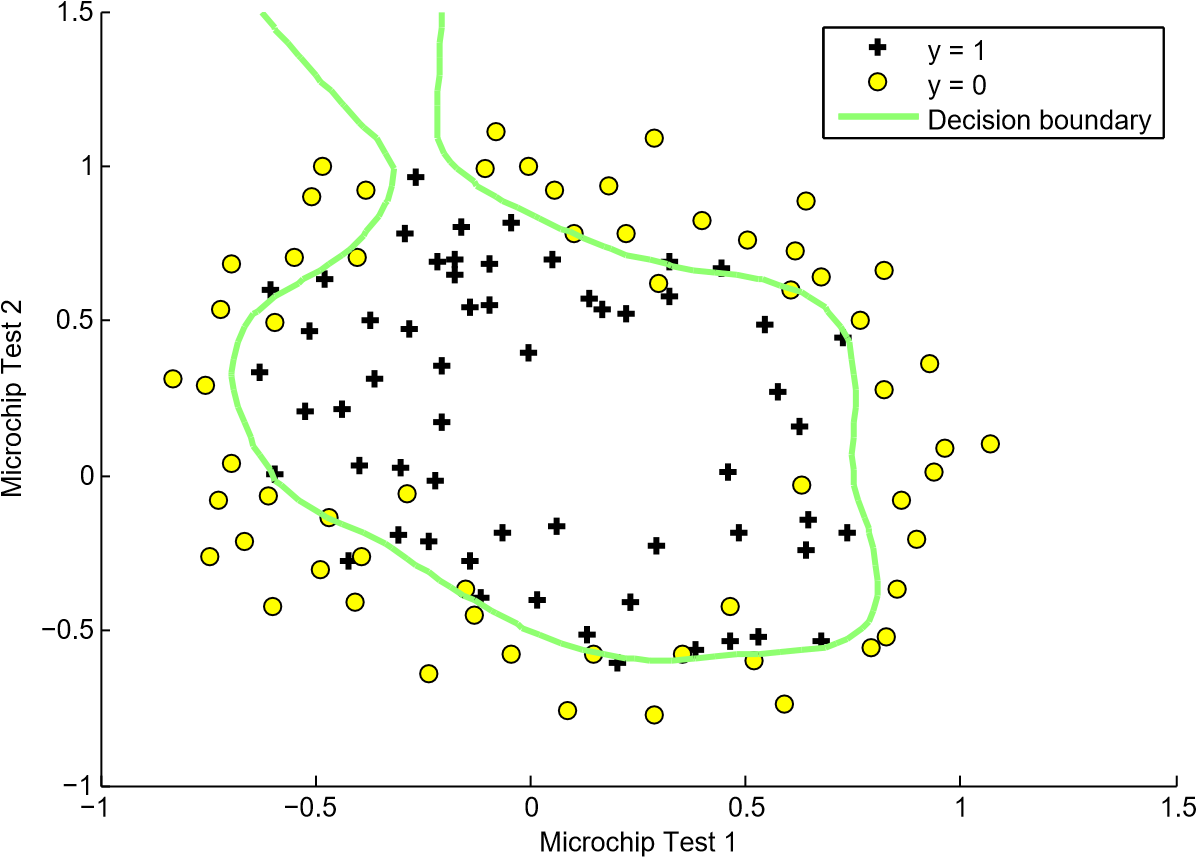 1.5
y = 1
y = 0
Decision boundary
1
0.5
Microchip Test 2
0
−0.5
−1
−1 −0.5 0 0.5 1 1.5
Microchip Test 1